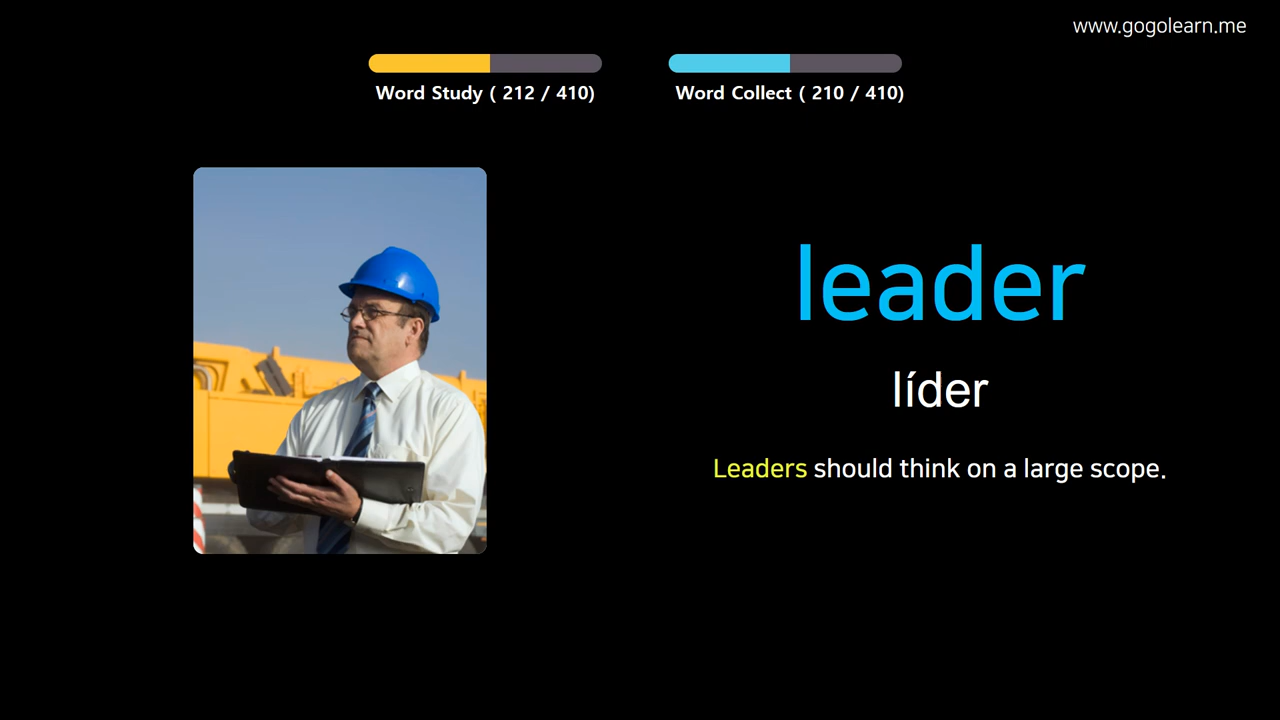 www.gogolearn.me
Word Study ( 212 / 410)
Word Collect ( 210 / 410)
leader
líder
Leaders should think on a large scope.